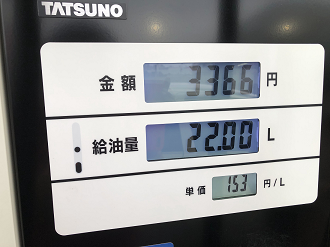 TATSUNO
金額 3366 円
給油量 22.00 L
単価 153 円/L